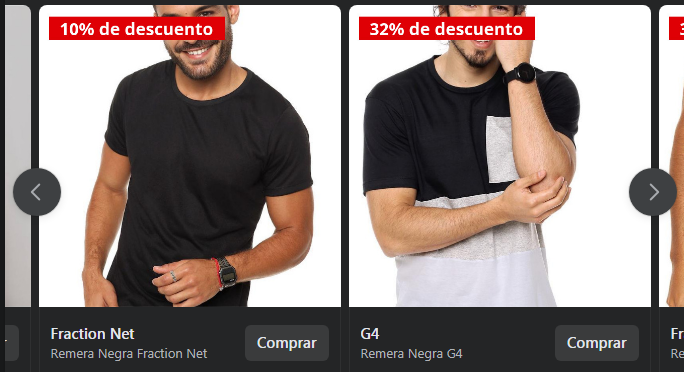 10% de descuento
32% de descuento
Fraction Net
Remera Negra Fraction Net
Comprar
G4
Remera Negra G4
Comprar